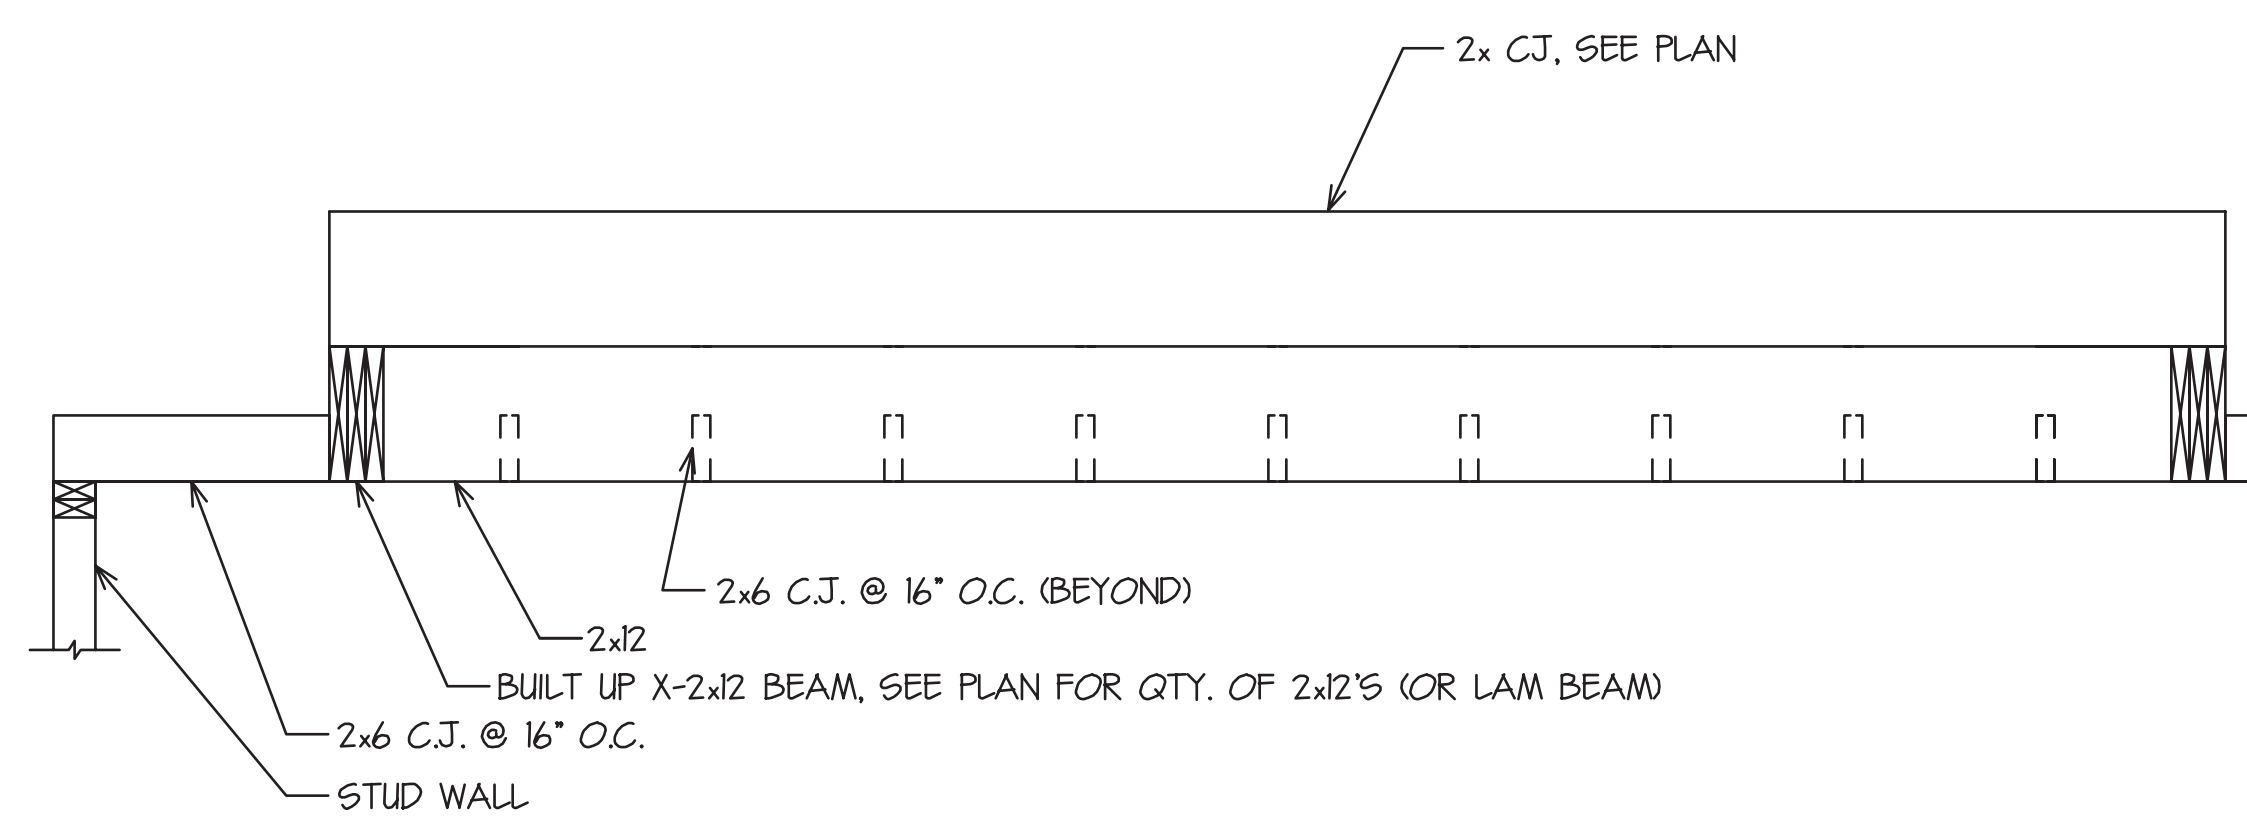 2x CJ, SEE PLAN
2x6 C.J. @ 16" O.C. (BEYOND)
2x12
BUILT UP X-2x12 BEAM, SEE PLAN FOR QTY. OF 2x12'S (OR LAM BEAM)
2x6 C.J. @ 16" O.C.
STUD WALL